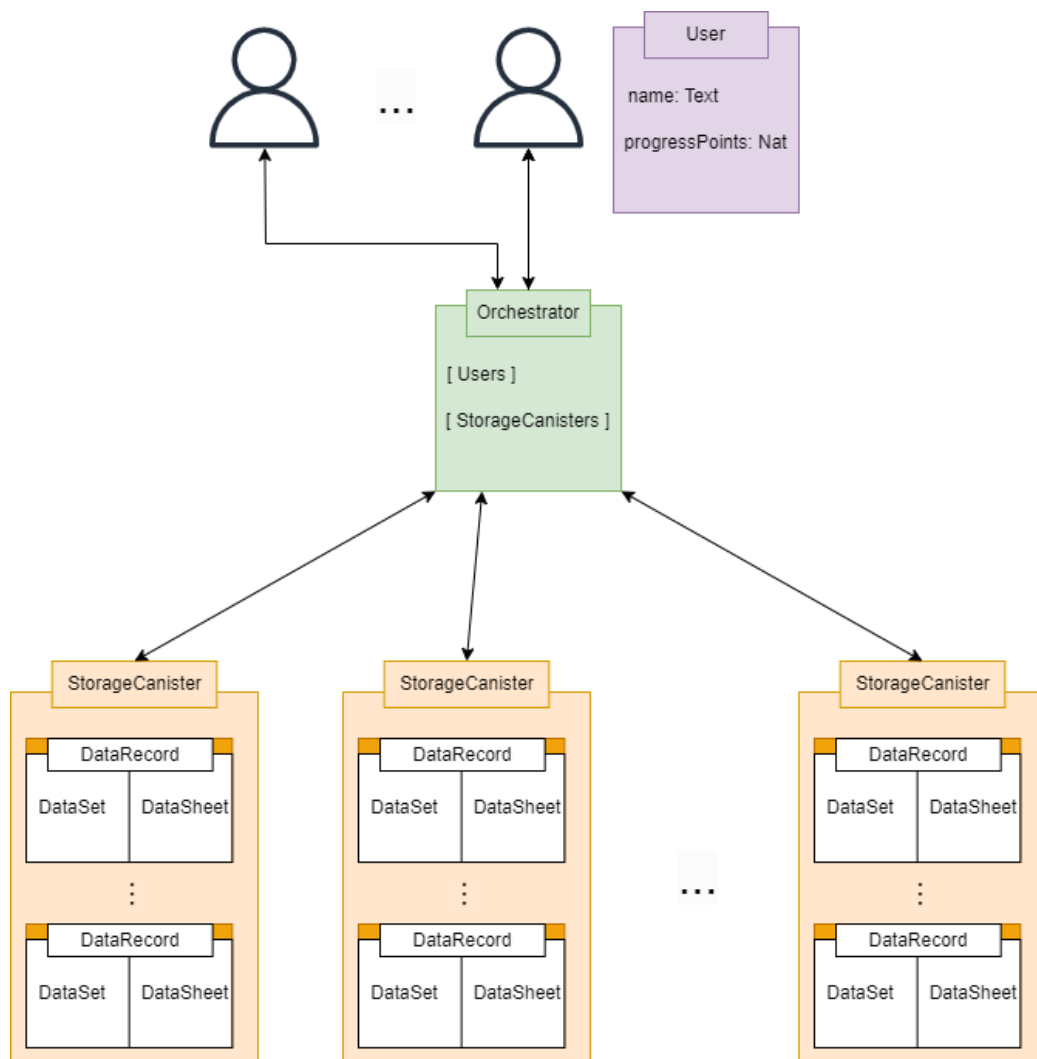 User
name: Text
...
progressPoints: Nat
Orchestrator
[ Users ]
[ StorageCanisters ]
StorageCanister
DataRecord
DataSet
DataSheet
...
DataRecord
DataSet
DataSheet
StorageCanister
DataRecord
DataSet
DataSheet
...
DataRecord
DataSet
DataSheet
...
StorageCanister
DataRecord
DataSet
DataSheet
...
DataRecord
DataSet
DataSheet